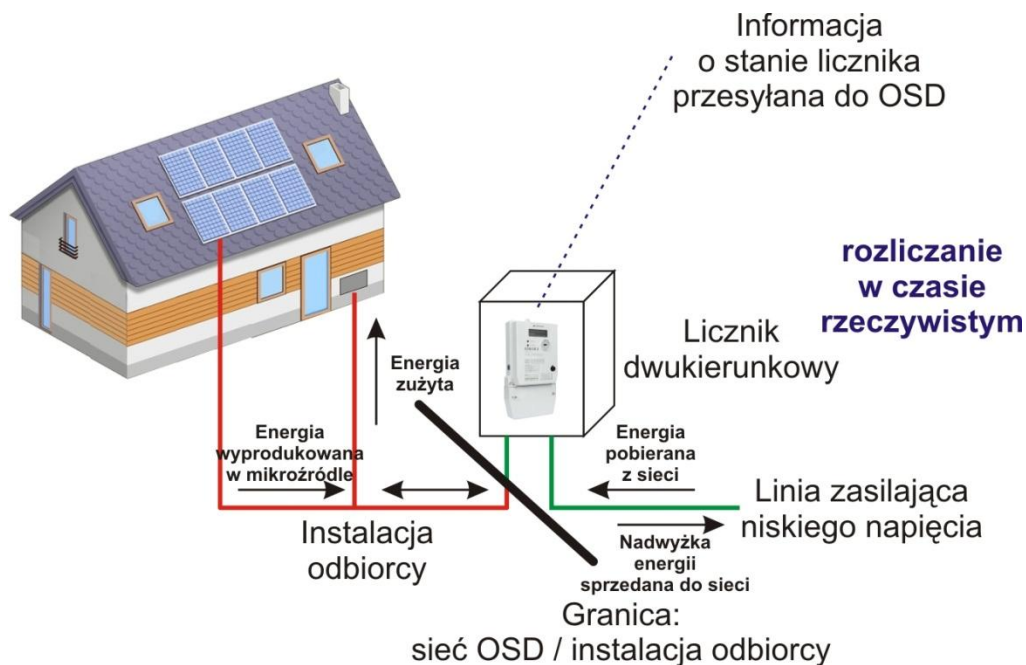 Informacja
o stanie licznika
przesyłana do OSD
rozliczanie
w czasie
rzeczywistym
Licznik
dwukierunkowy
Energia
zużyta
Energia
wyprodukowana
w mikroźródle
Energia
pobierana
z sieci
Linia zasilająca
niskiego napięcia
Instalacja
odbiorcy
Nadwyżka
energii
sprzedana do sieci
Granica:
sieć OSD / instalacja odbiorcy